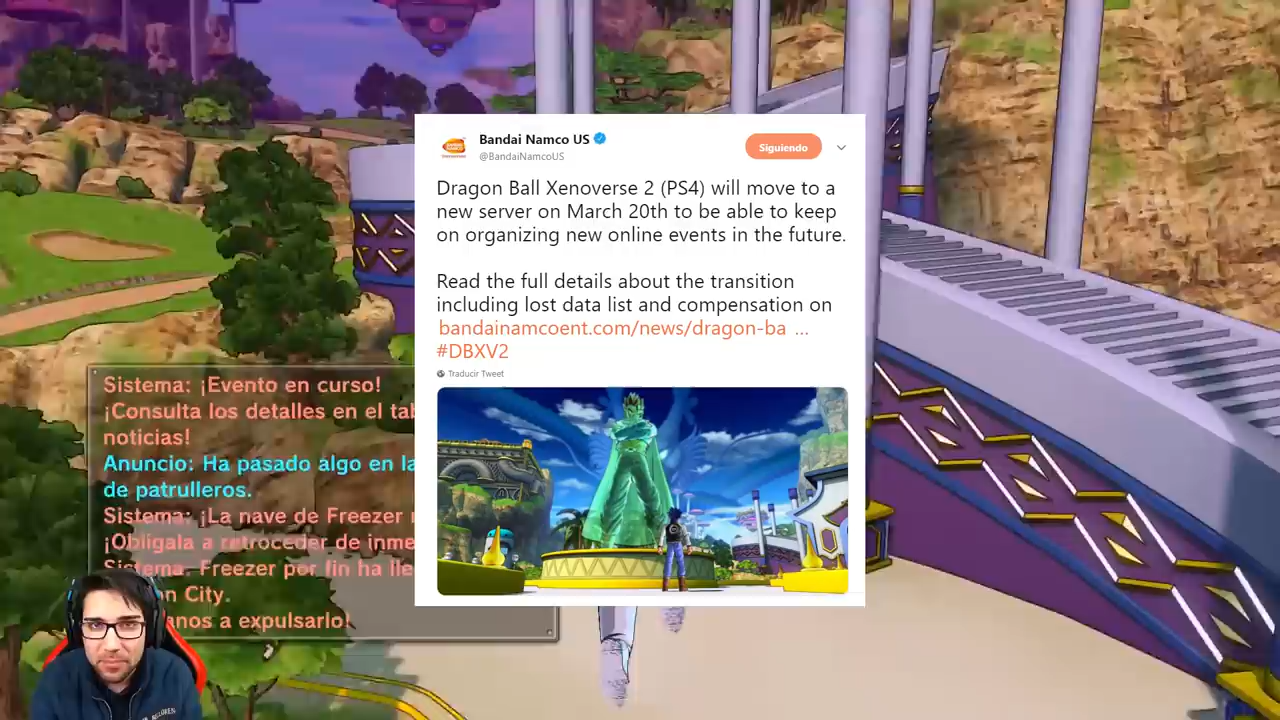 Bandai Namco US
@BandaiNamcoUS
Siguiendo
Dragon Ball Xenoverse 2 (PS4) will move to a
new server on March 20th to be able to keep
on organizing new online events in the future.
Read the full details about the transition
including lost data list and compensation on
bandainamcoent.com/news/dragon-ba ...
#DBXV2
Traducir Tweet
Sistema: ¡Evento en curso!
¡Consulta los detalles en el tab
noticias!
Anuncio: Ha pasado algo en la
de patrulleros.
Sistema: ¡La nave de Freezer
¡Oblígala a retroceder de inme
Sistema: Freezer por fin ha lle
on City.
anos a expulsarlo!